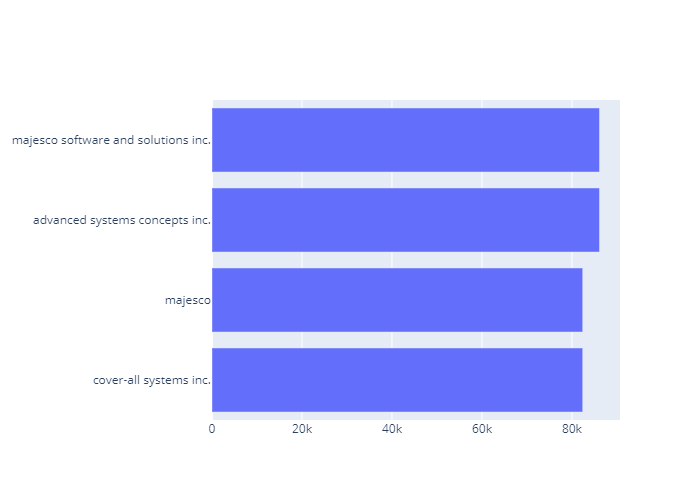 majesco software and solutions inc.
advanced systems concepts inc.
majesco
cover-all systems inc.
0 20k 40k 60k 80k